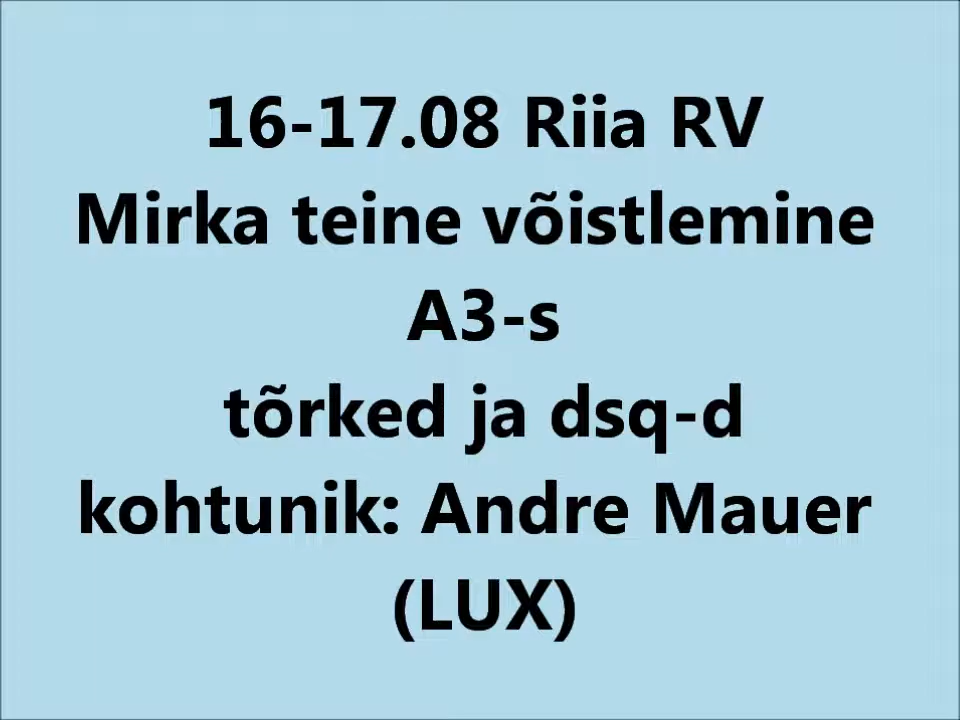 16-17.08 Riia RV
Mirka teine võistlemine
A3-s
tõrked ja dsq-d
kohtunik: Andre Mauer
(LUX)